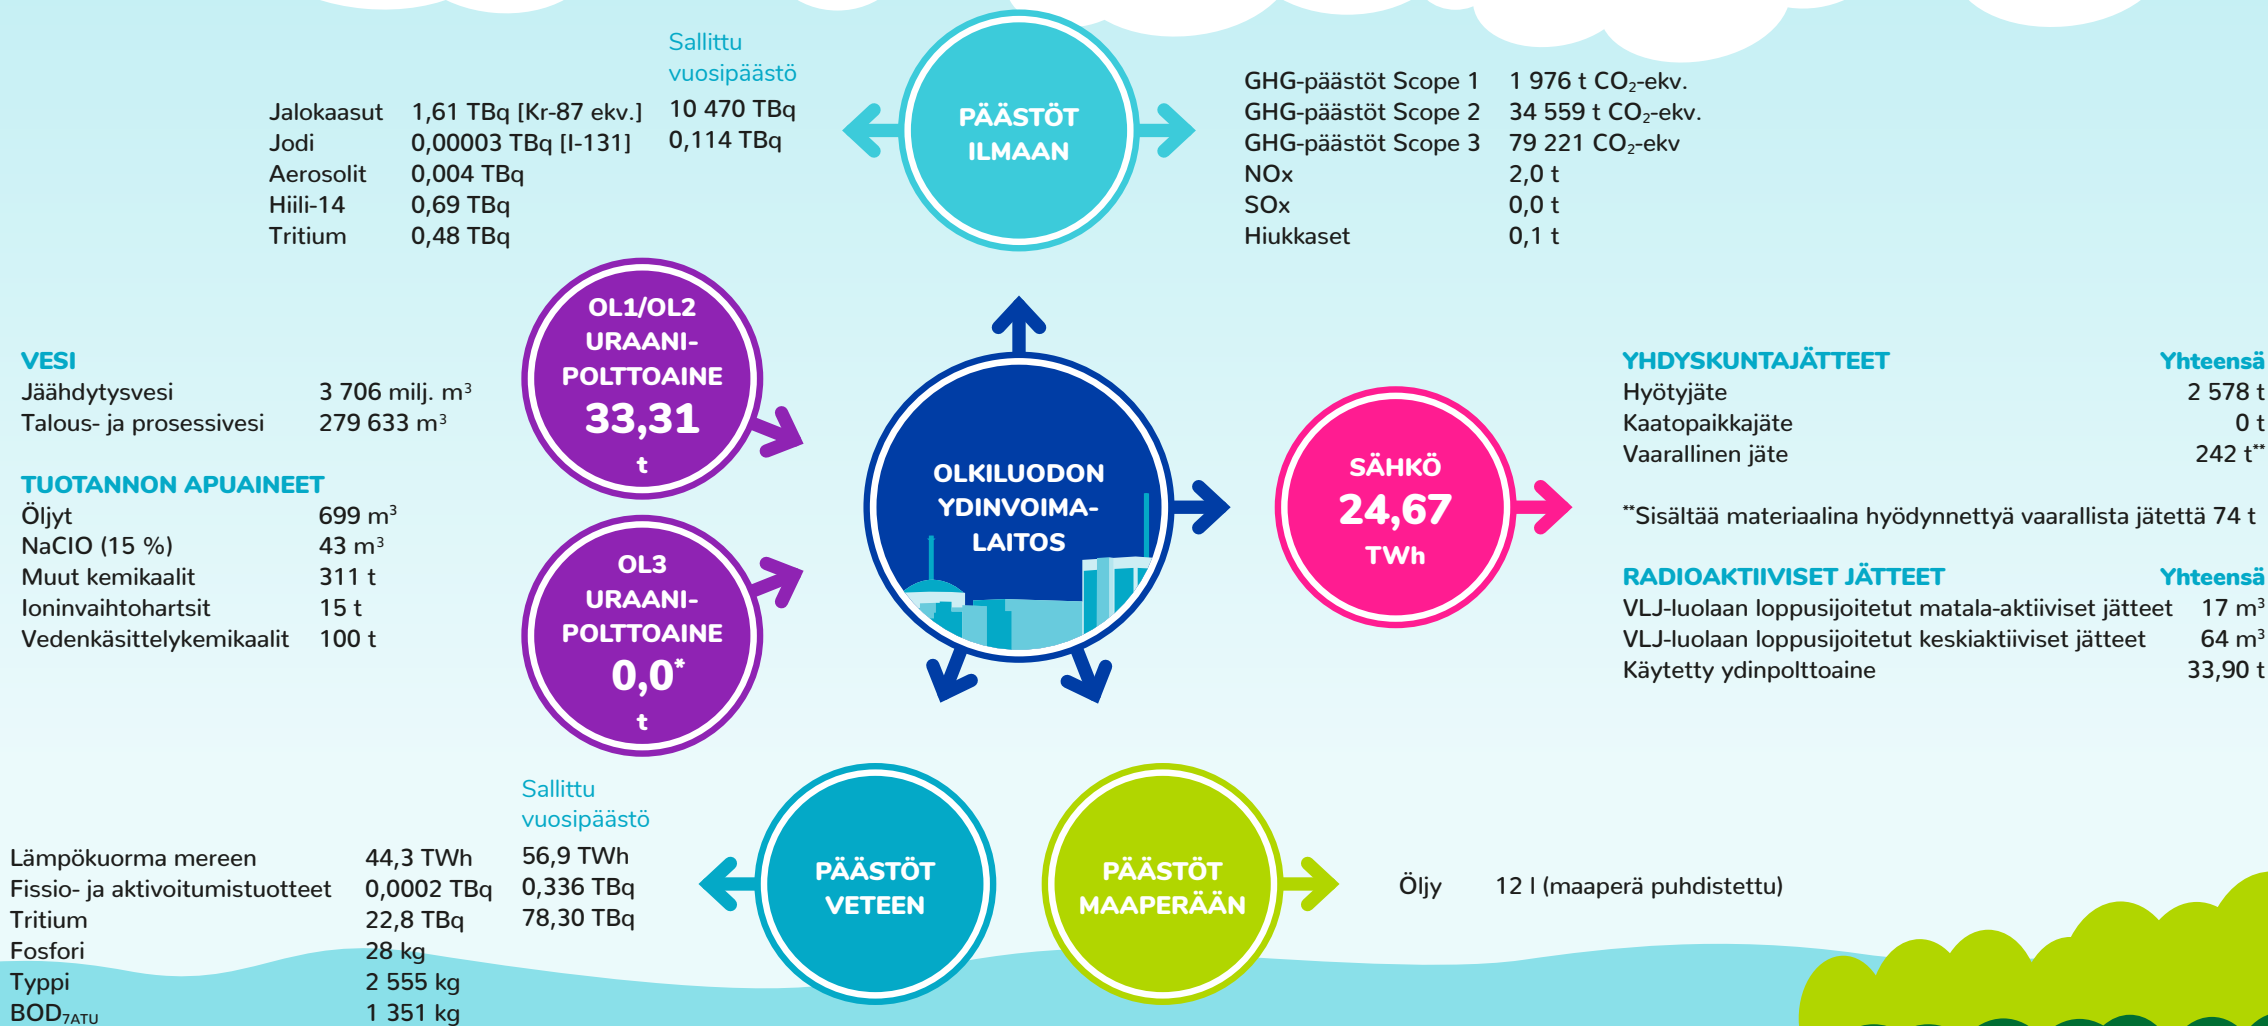 Sallittu
vuosipäästö
Jalokaasut 1,61 TBq [Kr-87 ekv.] 10 470 TBq
Jodi 0,00003 TBq [I-131] 0,114 TBq
Aerosolit 0,004 TBq
Hiili-14 0,69 TBq
Tritium 0,48 TBq
PÄÄSTÖT
ILMAAN
GHG-päästöt Scope 1 1 976 t CO₂-ekv.
GHG-päästöt Scope 2 34 559 t CO₂-ekv.
GHG-päästöt Scope 3 79 221 CO₂-ekv
NOx 2,0 t
SOx 0,0 t
Hiukkaset 0,1 t
VESI
Jäähdytysvesi 3 706 milj. m³
Talous- ja prosessivesi 279 633 m³
TUOTANNON APUAINEET
Öljyt 699 m³
NaClO (15 %) 43 m³
Muut kemikaalit 311 t
Ioninvaihtohartsit 15 t
Vedenkäsittelykemikaalit 100 t
OL1/OL2
URAANI-
POLTTOAINE
33,31
t
OL3
URAANI-
POLTTOAINE
0,0*
t
OLKILUODON
YDINVOIMA-
LAITOS
SÄHKÖ
24,67
TWh
YHDYSKUNTAJÄTTEET Yhteensä
Hyötyjäte 2 578 t
Kaatopaikkajäte 0 t
Vaarallinen jäte 242 t**
**Sisältää materiaalina hyödynnettyä vaarallista jätettä 74 t
RADIOAKTIIVISET JÄTTEET Yhteensä
VLJ-luolaan loppusijoitetut matala-aktiiviset jätteet 17 m³
VLJ-luolaan loppusijoitetut keskiaktiiviset jätteet 64 m³
Käytetty ydinpolttoaine 33,90 t
Sallittu
vuosipäästö
Lämpökuorma mereen 44,3 TWh 56,9 TWh
Fissio- ja aktivoitumistuotteet 0,0002 TBq 0,336 TBq
Tritium 22,8 TBq 78,30 TBq
Fosfori 28 kg
Typpi 2 555 kg
BOD₇ATU 1 351 kg
PÄÄSTÖT
VETEEN
PÄÄSTÖT
MAAPERÄÄN
Öljy 12 l (maaperä puhdistettu)